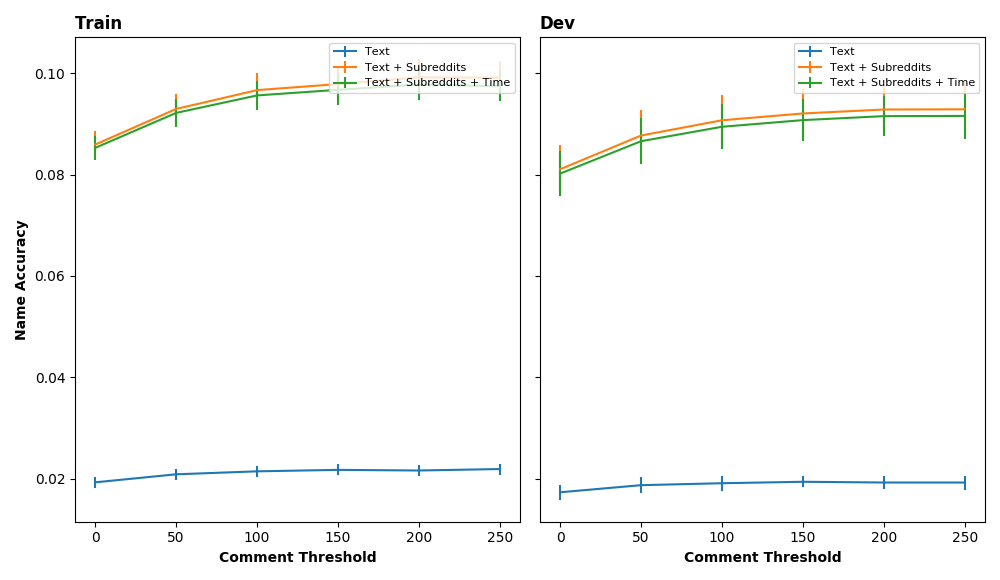 Train
Text
Text + Subreddits
Text + Subreddits + Time
0.10
0.08
0.06
0.04
0.02
Name Accuracy
0 50 100 150 200 250
Comment Threshold
Dev
Text
Text + Subreddits
Text + Subreddits + Time
0 50 100 150 200 250
Comment Threshold